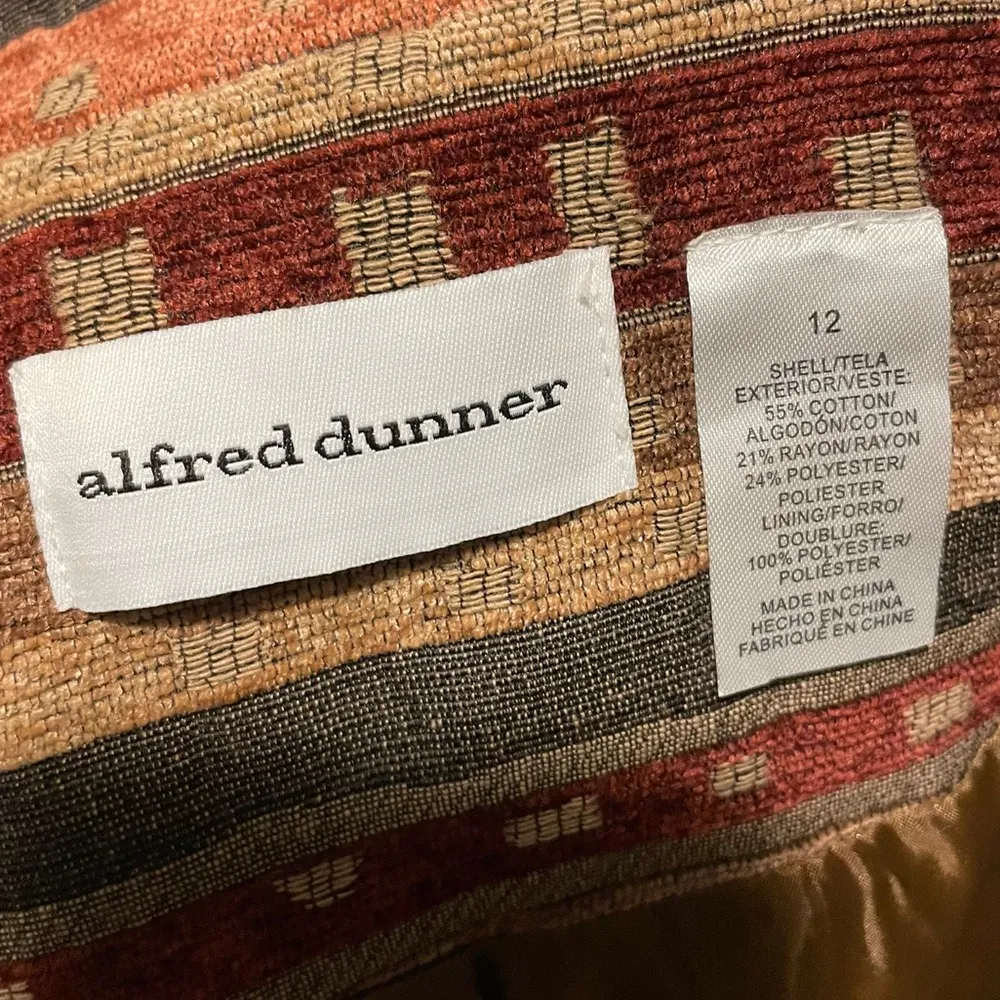 alfred dunner
12
SHELL/TELA
EXTERIOR/VESTE:
55% COTTON/
ALGODÓN/COTON
21% RAYON/RAYON
24% POLYESTER/
POLIESTER
LINING/FORRO/
DOUBLURE:
100% POLYESTER/
POLIÉSTER
MADE IN CHINA
HECHO EN CHINA
FABRIQUÉ EN CHINE